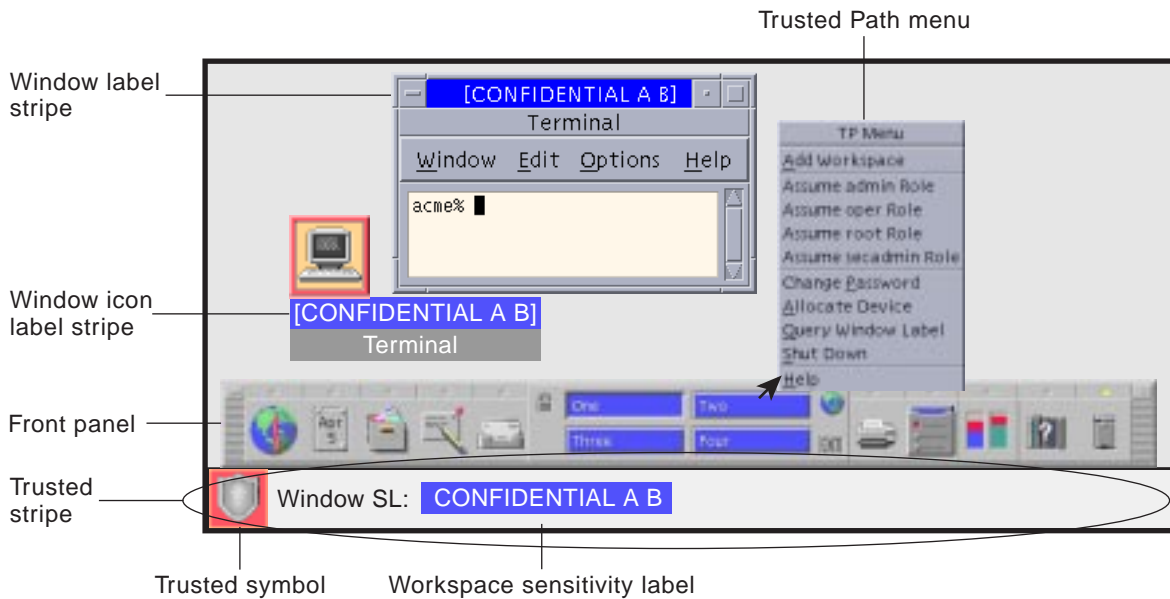 Trusted Path menu
Window label
stripe
[CONFIDENTIAL A B]
Terminal
Window Edit Options Help
acme%
TP Menu
Add Workspace
Assume admin Role
Assume oper Role
Assume root Role
Assume secadmin Role
Change Password
Allocate Device
Query Window Label
Shut Down
Help
Window icon
label stripe
[CONFIDENTIAL A B]
Terminal
Front panel
Apr
5
One
Two
Three
Four
EXIT
Trusted
stripe
Window SL: CONFIDENTIAL A B
Trusted symbol
Workspace sensitivity label